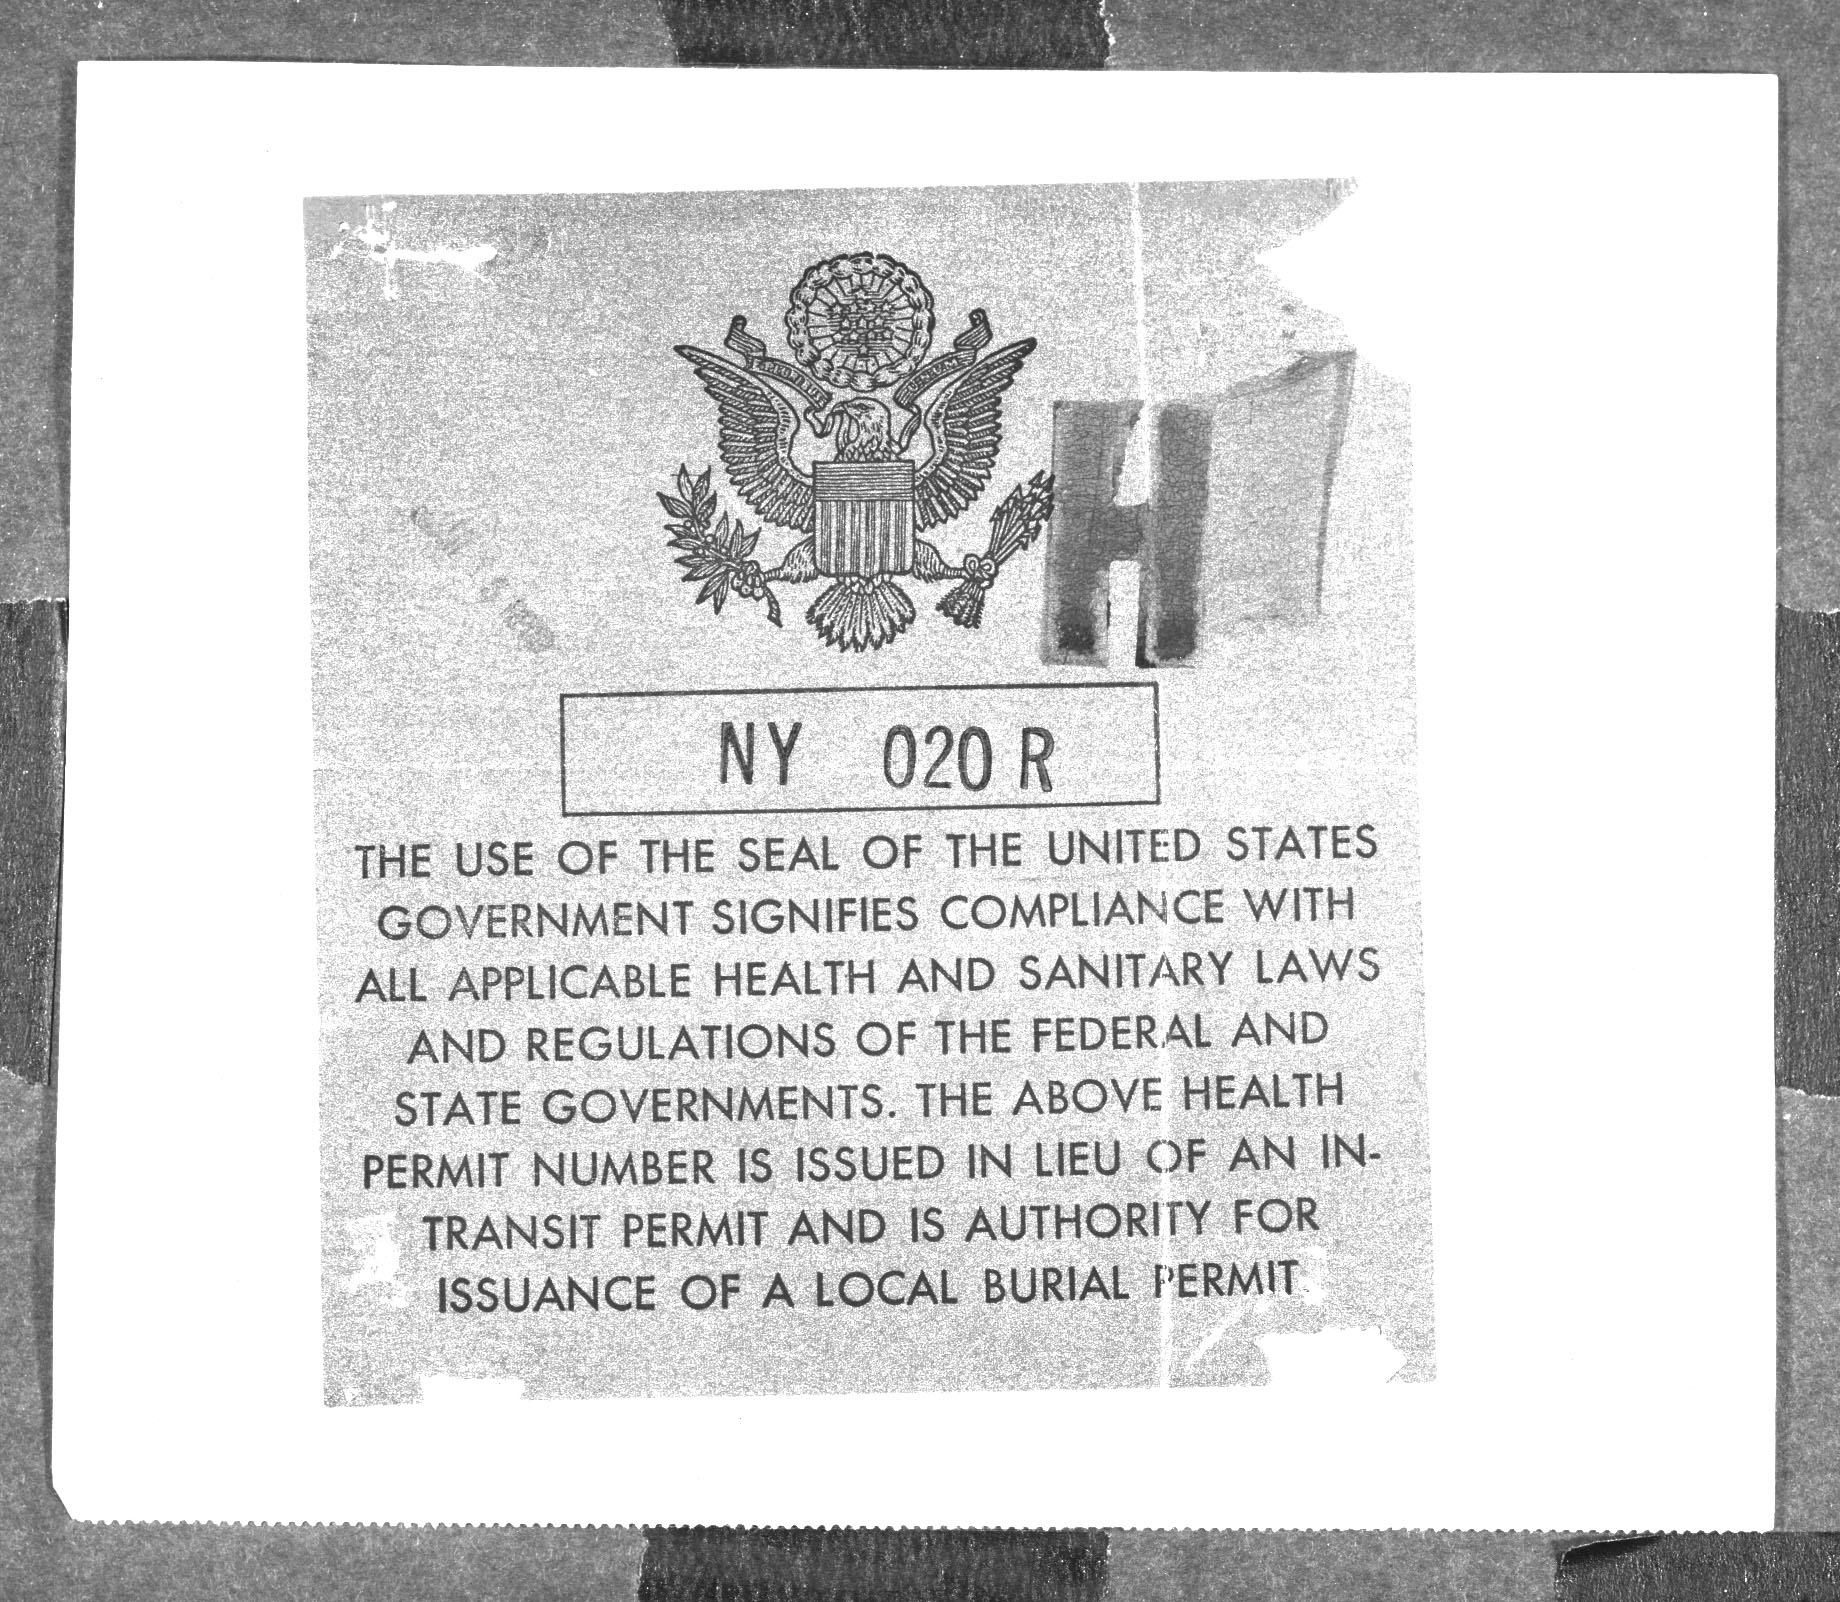 H
NY 020 R
THE USE OF THE SEAL OF THE UNITED STATES
GOVERNMENT SIGNIFIES COMPLIANCE WITH
ALL APPLICABLE HEALTH AND SANITARY LAWS
AND REGULATIONS OF THE FEDERAL AND
STATE GOVERNMENTS. THE ABOVE HEALTH
PERMIT NUMBER IS ISSUED IN LIEU OF AN IN-
TRANSIT PERMIT AND IS AUTHORITY FOR
ISSUANCE OF A LOCAL BURIAL PERMIT.